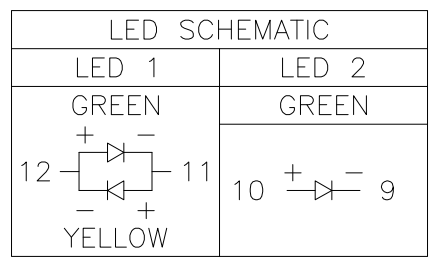 LED SCHEMATIC
LED 1 LED 2
GREEN GREEN
+ −
12 11
− +
YELLOW
+ −
10 9